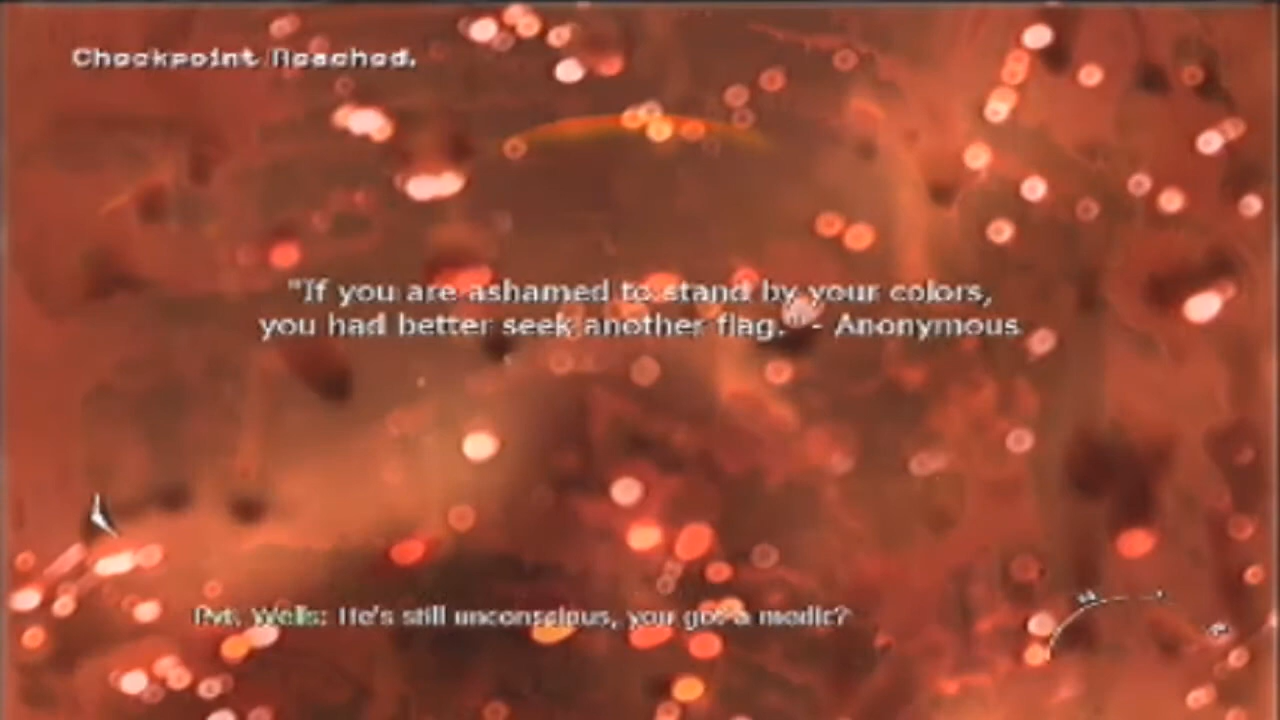 Checkpoint Reached.
"If you are ashamed to stand by your colors,
you had better seek another flag." - Anonymous
Pvt. Wells: He's still unconscious, you got a medic?